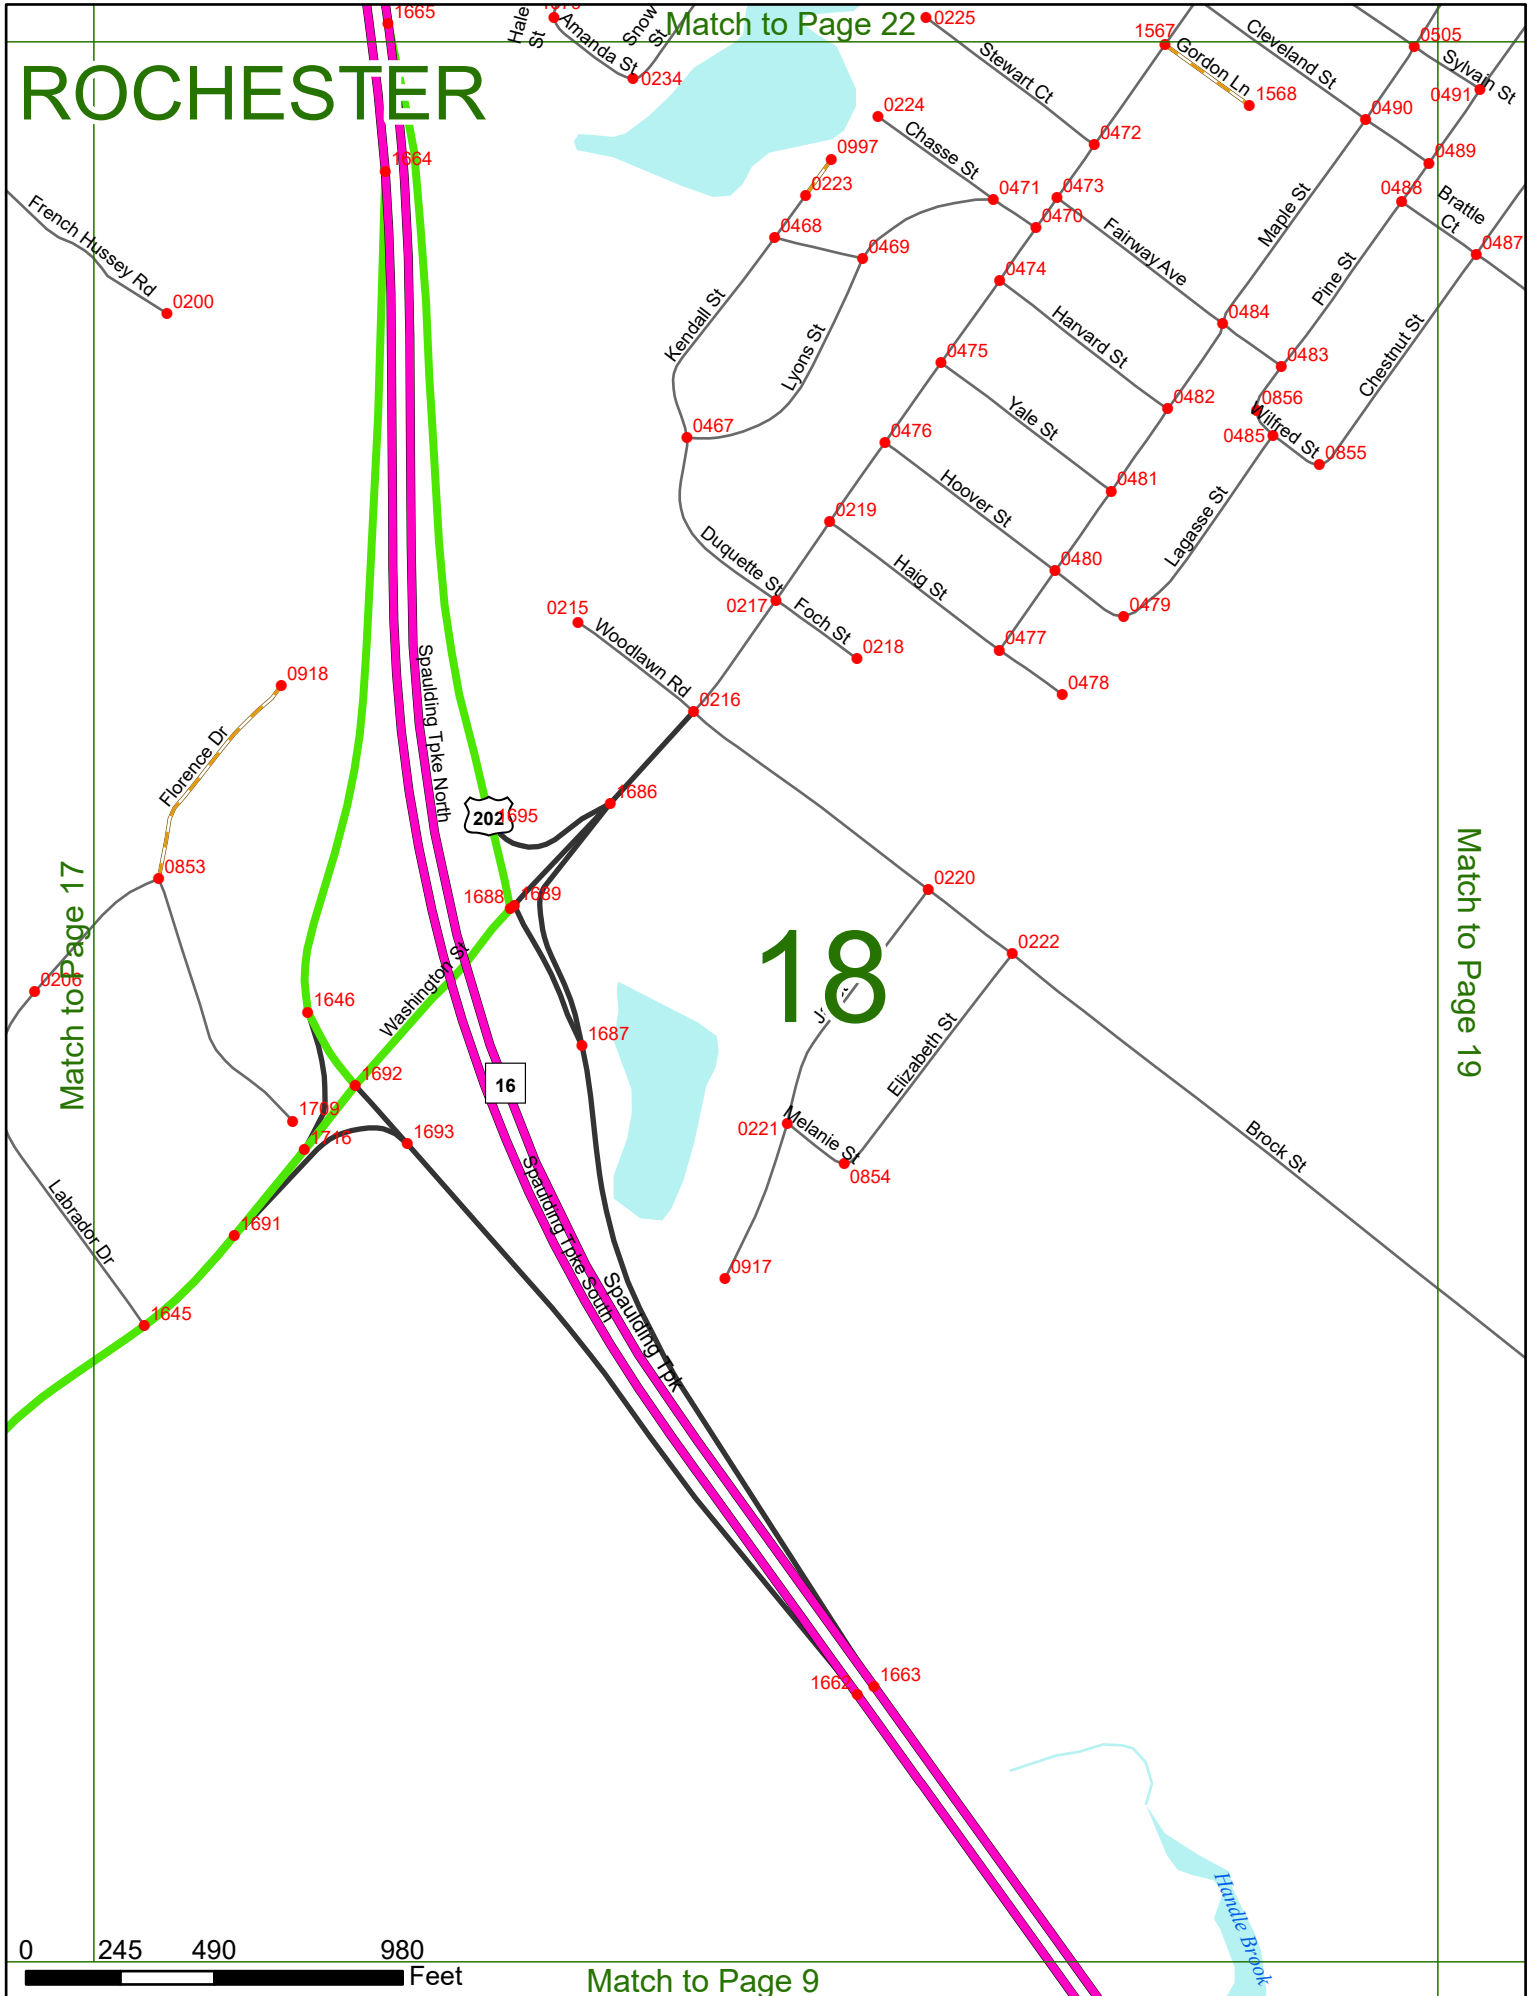 1665
Hale
St
Amanda St
Snow
St
0234
Match to Page 22
0225
Stewart Ct
1567
Gordon Ln
1568
Cleveland St
0505
Sylvain St
0491
0490
ROCHESTER
1664
0224
Chasse St
0472
0489
0997
0223
0471
0473
0488
Brattle
Ct
French Hussey Rd
0468
0470
Maple St
0487
0469
Fairway Ave
0200
0474
Pine St
Kendall St
Harvard St
0484
Lyons St
0475
0483
Chestnut St
Yale St
0482
0856
Wilfred St
0467
0476
0485
0855
Hoover St
0481
0219
Lagasse St
Duquette St
Haig St
0480
0215
0217
Foch St
0479
Woodlawn Rd
0218
0477
0918
Spaulding Tpke North
0216
0478
Florence Dr
1686
202
1695
Match to Page 17
0853
1688
1689
0220
Match to Page 19
Washington St
18
0222
0206
1646
1687
Elizabeth St
1692
16
1709
0221
Melanie St
1716
1693
0854
Brock St
Labrador Dr
Spaulding Tpke South
1691
0917
1645
Spaulding Tpk
1662
1663
Handle Brook
0
245
490
980
Feet
Match to Page 9